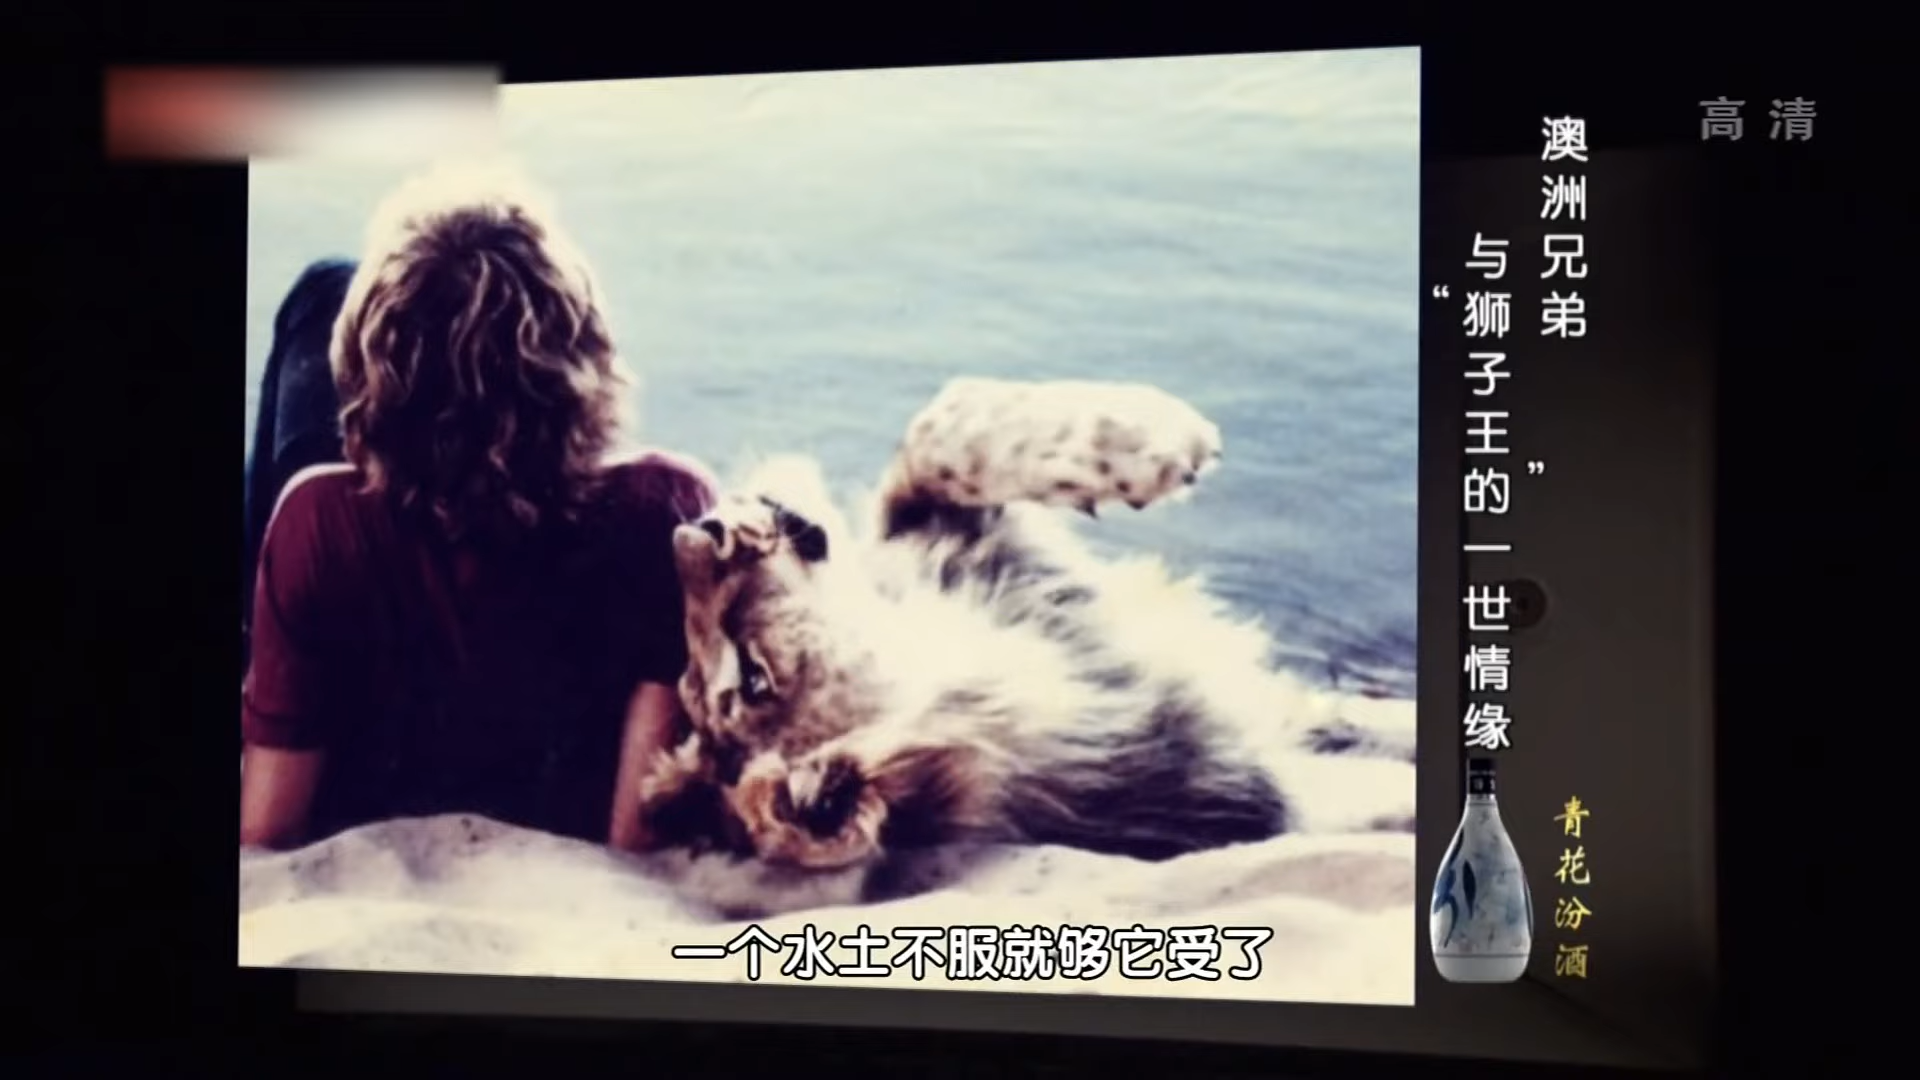 高清
澳洲兄弟
与“狮子王”的一世情缘
青花汾酒
一个水土不服就够它受了